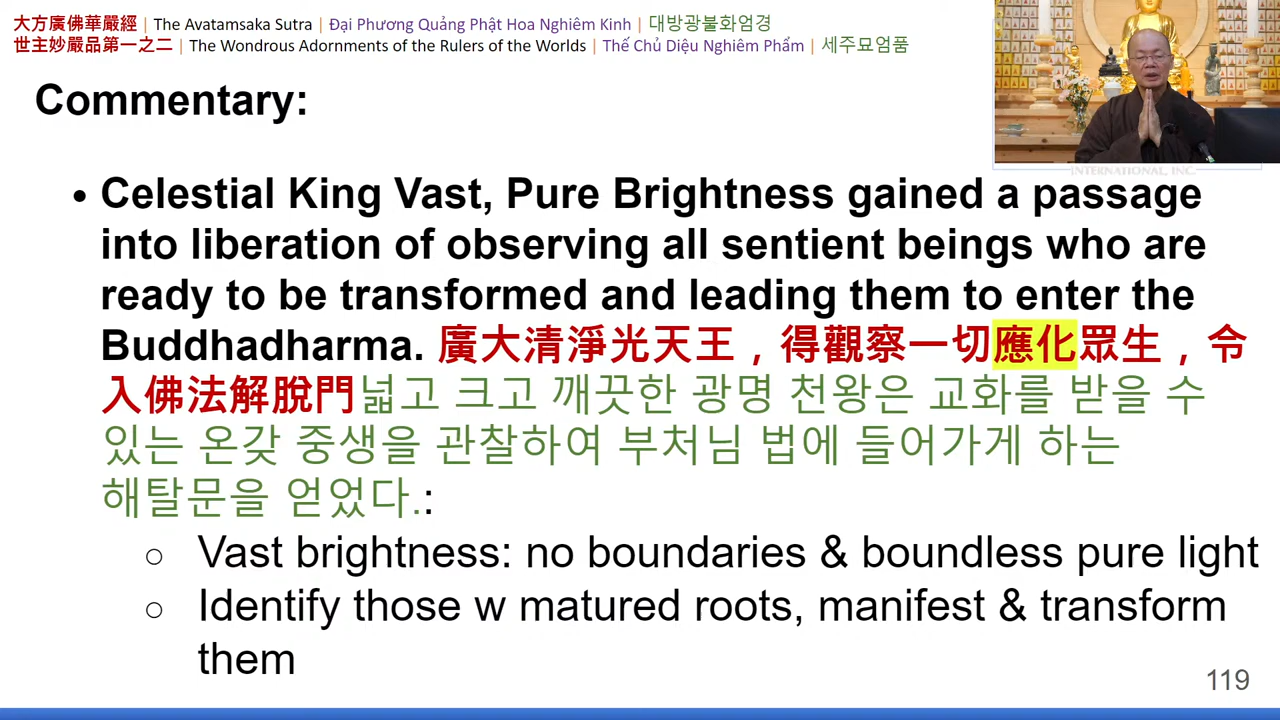 大方廣佛華嚴經 | The Avatamsaka Sutra | Đại Phương Quảng Phật Hoa Nghiêm Kinh | 대방광불화엄경
世主妙嚴品第一之二 | The Wondrous Adornments of the Rulers of the Worlds | Thế Chủ Diệu Nghiêm Phẩm | 세주묘엄품
Commentary:
INTERNATIONAL, INC.
• Celestial King Vast, Pure Brightness gained a passage
into liberation of observing all sentient beings who are
ready to be transformed and leading them to enter the
Buddhadharma. 廣大清淨光天王，得觀察一切應化眾生，令
入佛法解脫門넓고 크고 깨끗한 광명 천왕은 교화를 받을 수
있는 온갖 중생을 관찰하여 부처님 법에 들어가게 하는
해탈문을 얻었다.:
○ Vast brightness: no boundaries & boundless pure light
○ Identify those w matured roots, manifest & transform
them
119